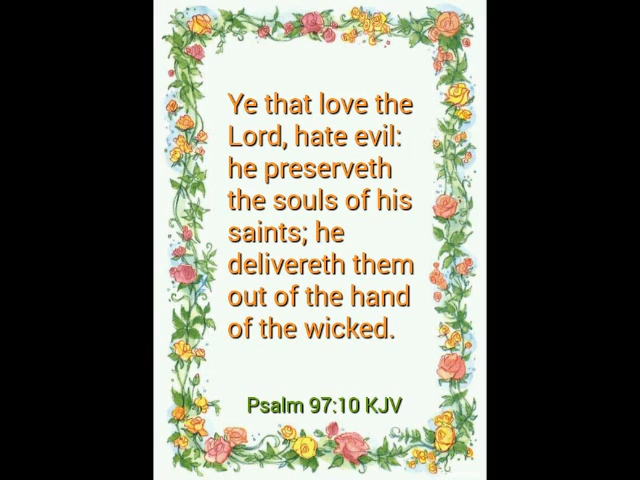 Ye that love the
Lord, hate evil:
he preserveth
the souls of his
saints; he
delivereth them
out of the hand
of the wicked.
Psalm 97:10 KJV